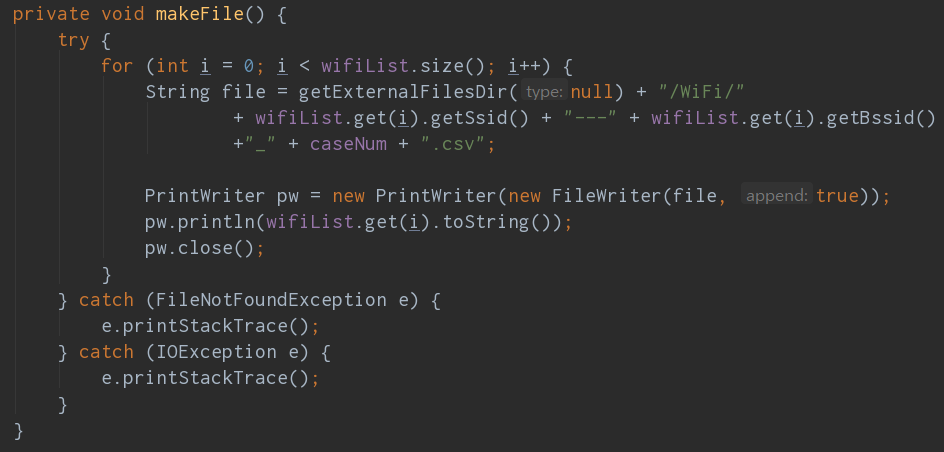 private void makeFile() {
try {
for (int i = 0; i < wifiList.size(); i++) {
String file = getExternalFilesDir( type: null) + "/WiFi/"
+ wifiList.get(i).getSsid() + "---" + wifiList.get(i).getBssid()
+"_" + caseNum + ".csv";
PrintWriter pw = new PrintWriter(new FileWriter(file, append: true));
pw.println(wifiList.get(i).toString());
pw.close();
}
} catch (FileNotFoundException e) {
e.printStackTrace();
} catch (IOException e) {
e.printStackTrace();
}
}